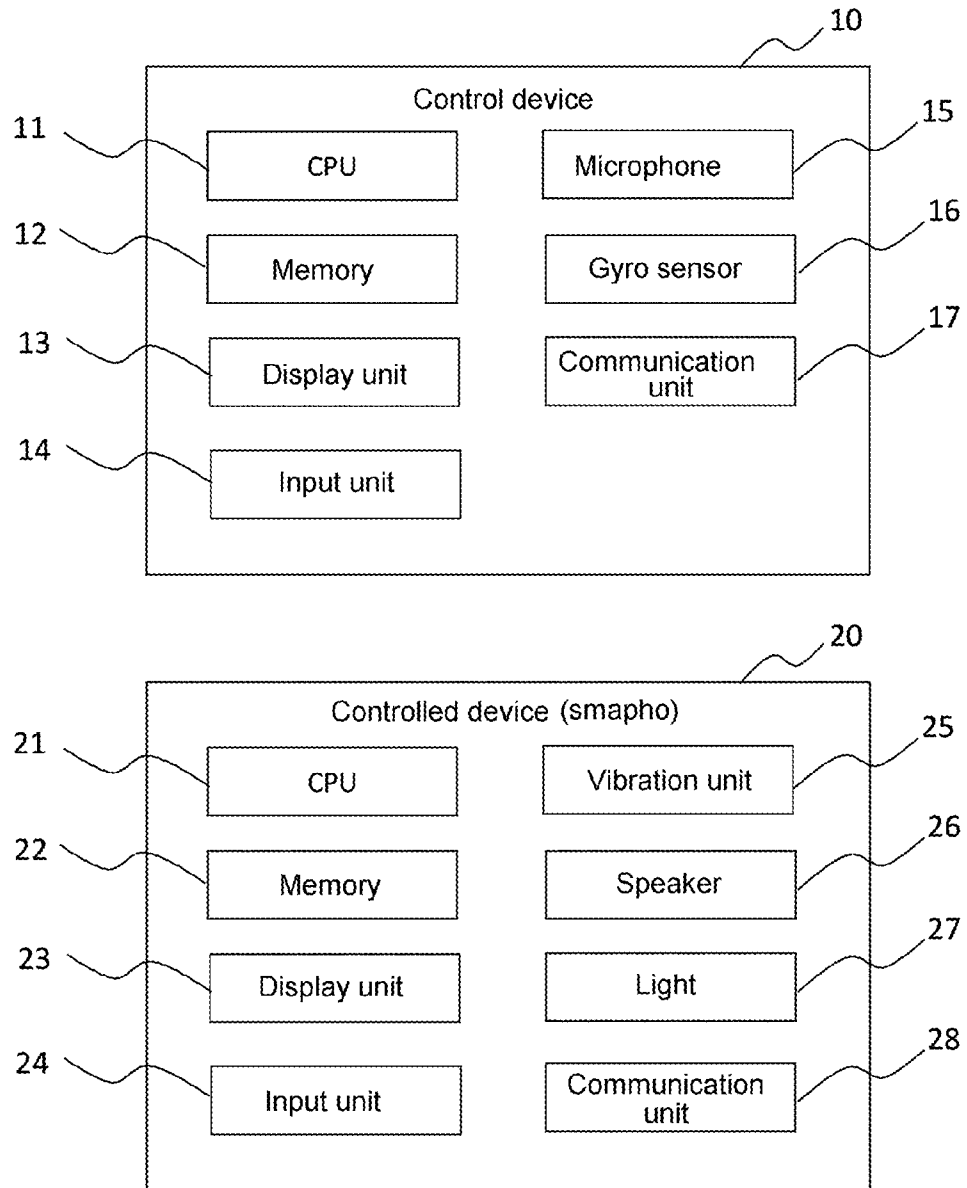 10
Control device
11
CPU
15
Microphone
12
Memory
16
Gyro sensor
13
Display unit
17
Communication
unit
14
Input unit
20
Controlled device (smapho)
21
CPU
25
Vibration unit
22
Memory
26
Speaker
23
Display unit
27
Light
24
Input unit
28
Communication
unit